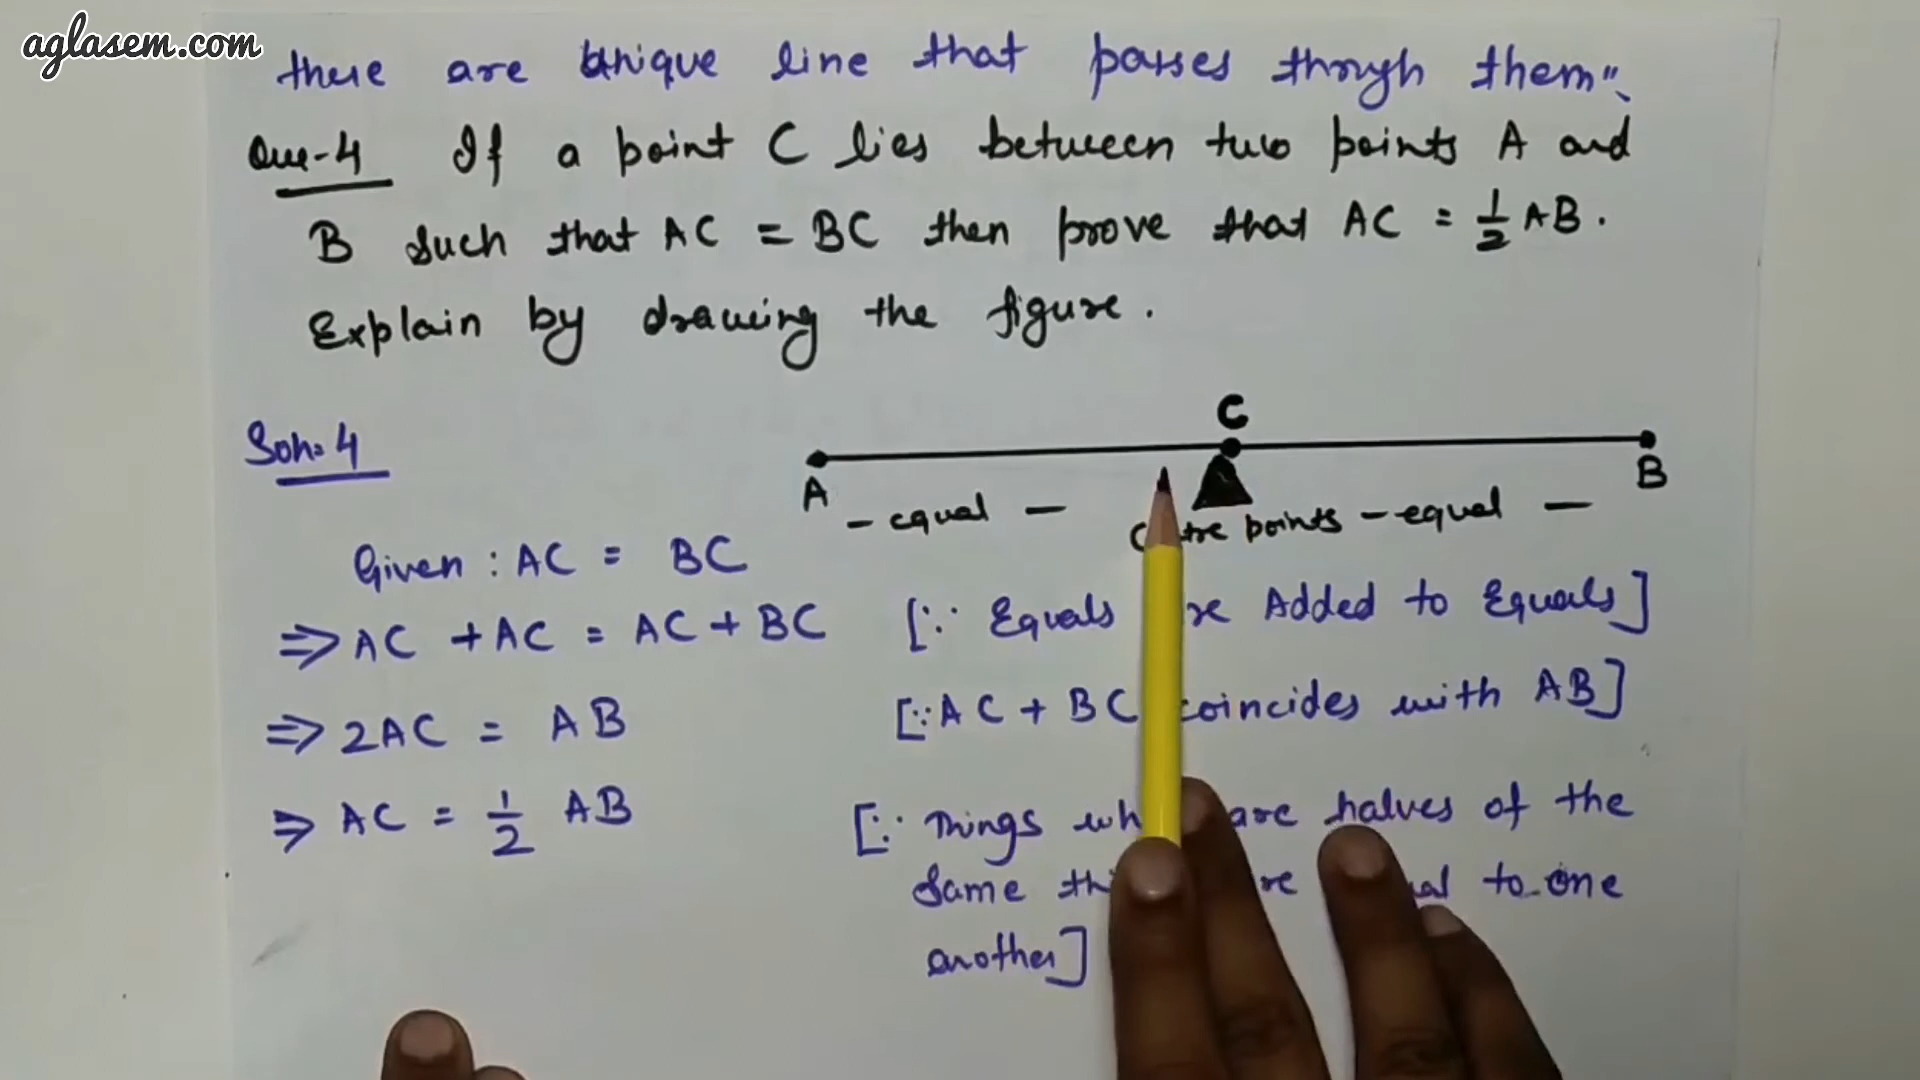 aglasem.com
there are unique line that passes throyh them".
Que-4 If a point C lies between two points A and
B such that AC = BC then prove that AC = 1/2 AB.
Explain by drawing the figure.
Soln. 4
C
A
B
- equal -
points
- equal -
Given : AC = BC
⇒ AC + AC = AC + BC [∵ Equals Added to Equals]
⇒ 2AC = AB [∵ AC + BC coincides with AB]
⇒ AC = 1/2 AB [∵ Things are halves of the
same to one
another]